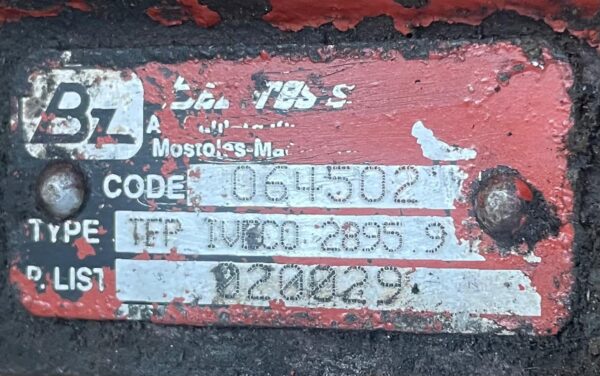 Bz
Mostoles-Ma
CODE 064502
TYPE TEP IVECO 2895 9
P. LIST 020029